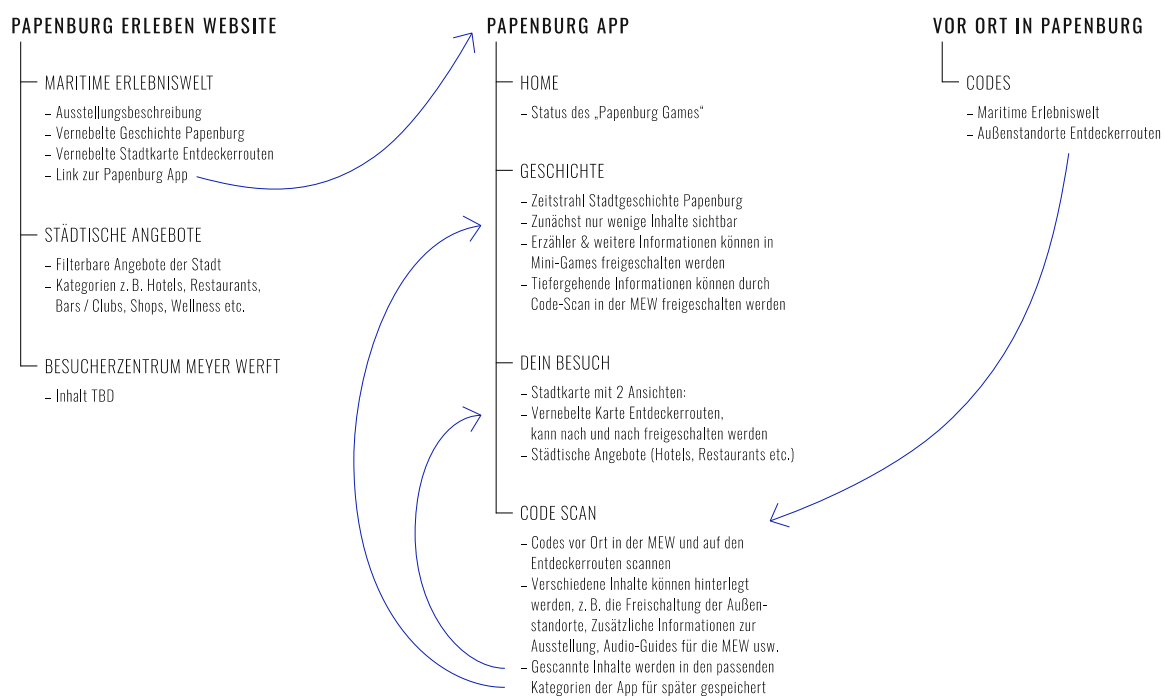 PAPENBURG ERLEBEN WEBSITE
MARITIME ERLEBNISWELT
– Ausstellungsbeschreibung
– Vernebelte Geschichte Papenburg
– Vernebelte Stadtkarte Entdeckerrouten
– Link zur Papenburg App
STÄDTISCHE ANGEBOTE
– Filterbare Angebote der Stadt
– Kategorien z. B. Hotels, Restaurants,
Bars / Clubs, Shops, Wellness etc.
BESUCHERZENTRUM MEYER WERFT
– Inhalt TBD
PAPENBURG APP
HOME
– Status des „Papenburg Games“
GESCHICHTE
– Zeitstrahl Stadtgeschichte Papenburg
– Zunächst nur wenige Inhalte sichtbar
– Erzähler & weitere Informationen können in
Mini-Games freigeschalten werden
– Tiefergehende Informationen können durch
Code-Scan in der MEW freigeschalten werden
DEIN BESUCH
– Stadtkarte mit 2 Ansichten:
– Vernebelte Karte Entdeckerrouten,
kann nach und nach freigeschalten werden
– Städtische Angebote (Hotels, Restaurants etc.)
CODE SCAN
– Codes vor Ort in der MEW und auf den
Entdeckerrouten scannen
– Verschiedene Inhalte können hinterlegt
werden, z. B. die Freischaltung der Außen-
standorte, Zusätzliche Informationen zur
Ausstellung, Audio-Guides für die MEW usw.
– Gescannte Inhalte werden in den passenden
Kategorien der App für später gespeichert
VOR ORT IN PAPENBURG
CODES
– Maritime Erlebniswelt
– Außenstandorte Entdeckerrouten